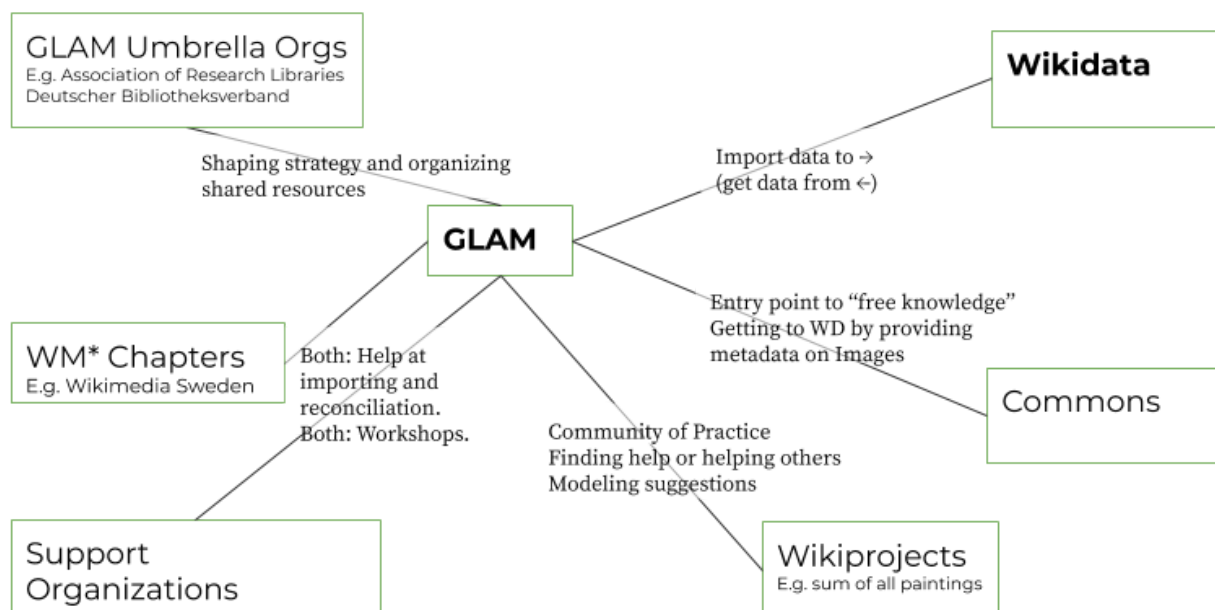 GLAM Umbrella Orgs
E.g. Association of Research Libraries
Deutscher Bibliotheksverband
Wikidata
Shaping strategy and organizing
shared resources
Import data to →
(get data from ←)
GLAM
WM* Chapters
E.g. Wikimedia Sweden
Both: Help at
importing and
reconciliation.
Both: Workshops.
Entry point to “free knowledge”
Getting to WD by providing
metadata on Images
Commons
Community of Practice
Finding help or helping others
Modeling suggestions
Support
Organizations
Wikiprojects
E.g. sum of all paintings